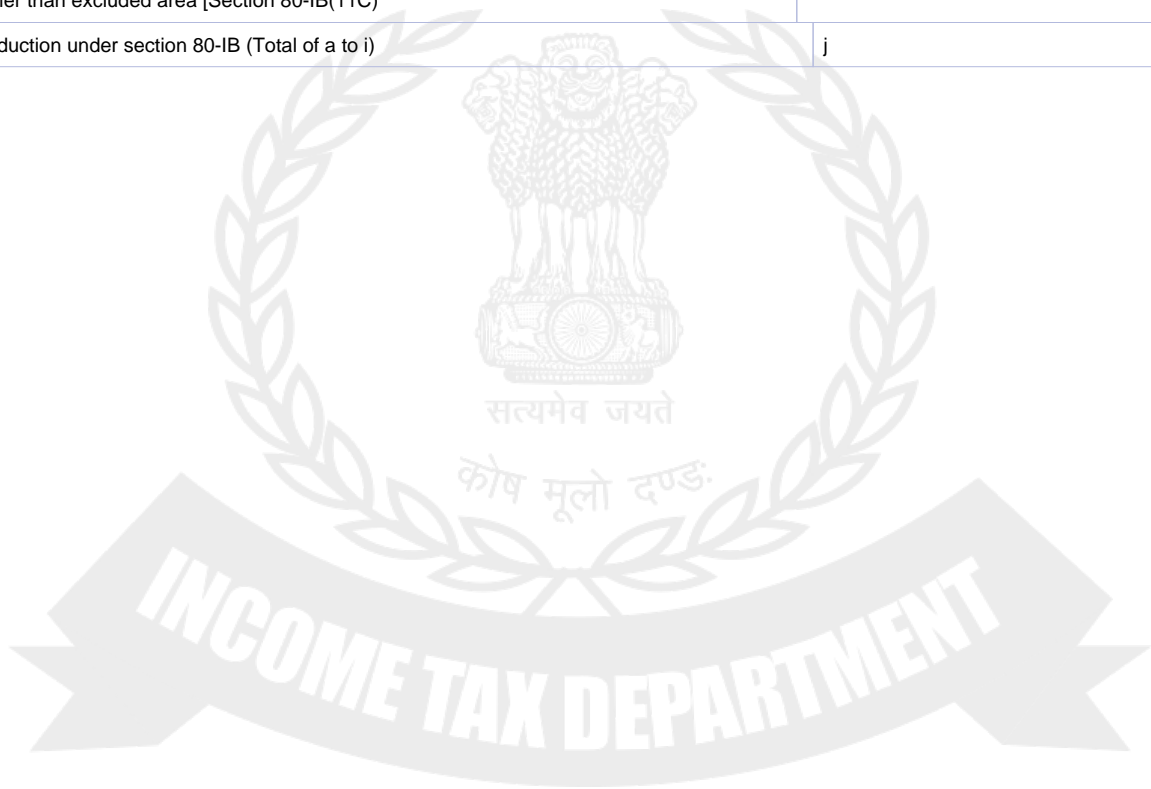 her than excluded area [Section 80-IB(11C)
duction under section 80-IB (Total of a to i) j
सत्यमेव जयते
कोष मूलो दण्डः
INCOME TAX DEPARTMENT